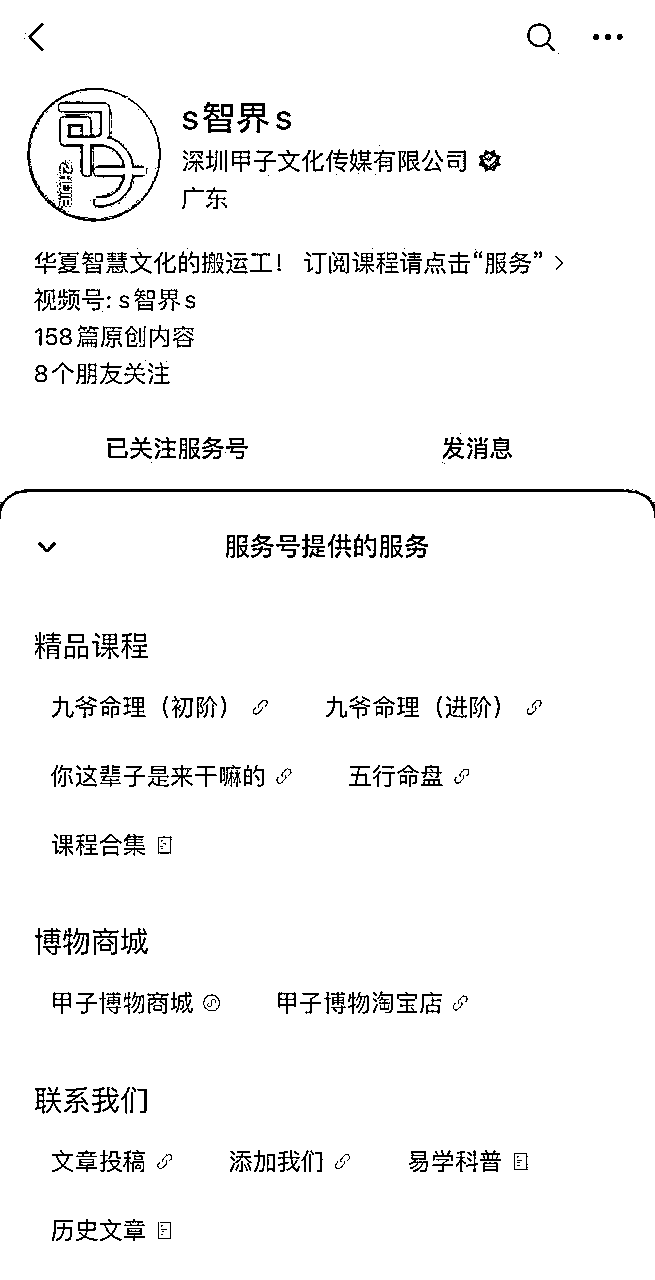 s智界s
深圳甲子文化传媒有限公司
广东
华夏智慧文化的搬运工! 订阅课程请点击“服务”
视频号: s智界s
158篇原创内容
8个朋友关注
已关注服务号 发消息
服务号提供的服务
精品课程
九爷命理（初阶） 九爷命理（进阶）
你这辈子是来干嘛的 五行命盘
课程合集
博物商城
甲子博物商城 甲子博物淘宝店
联系我们
文章投稿 添加我们 易学科普
历史文章